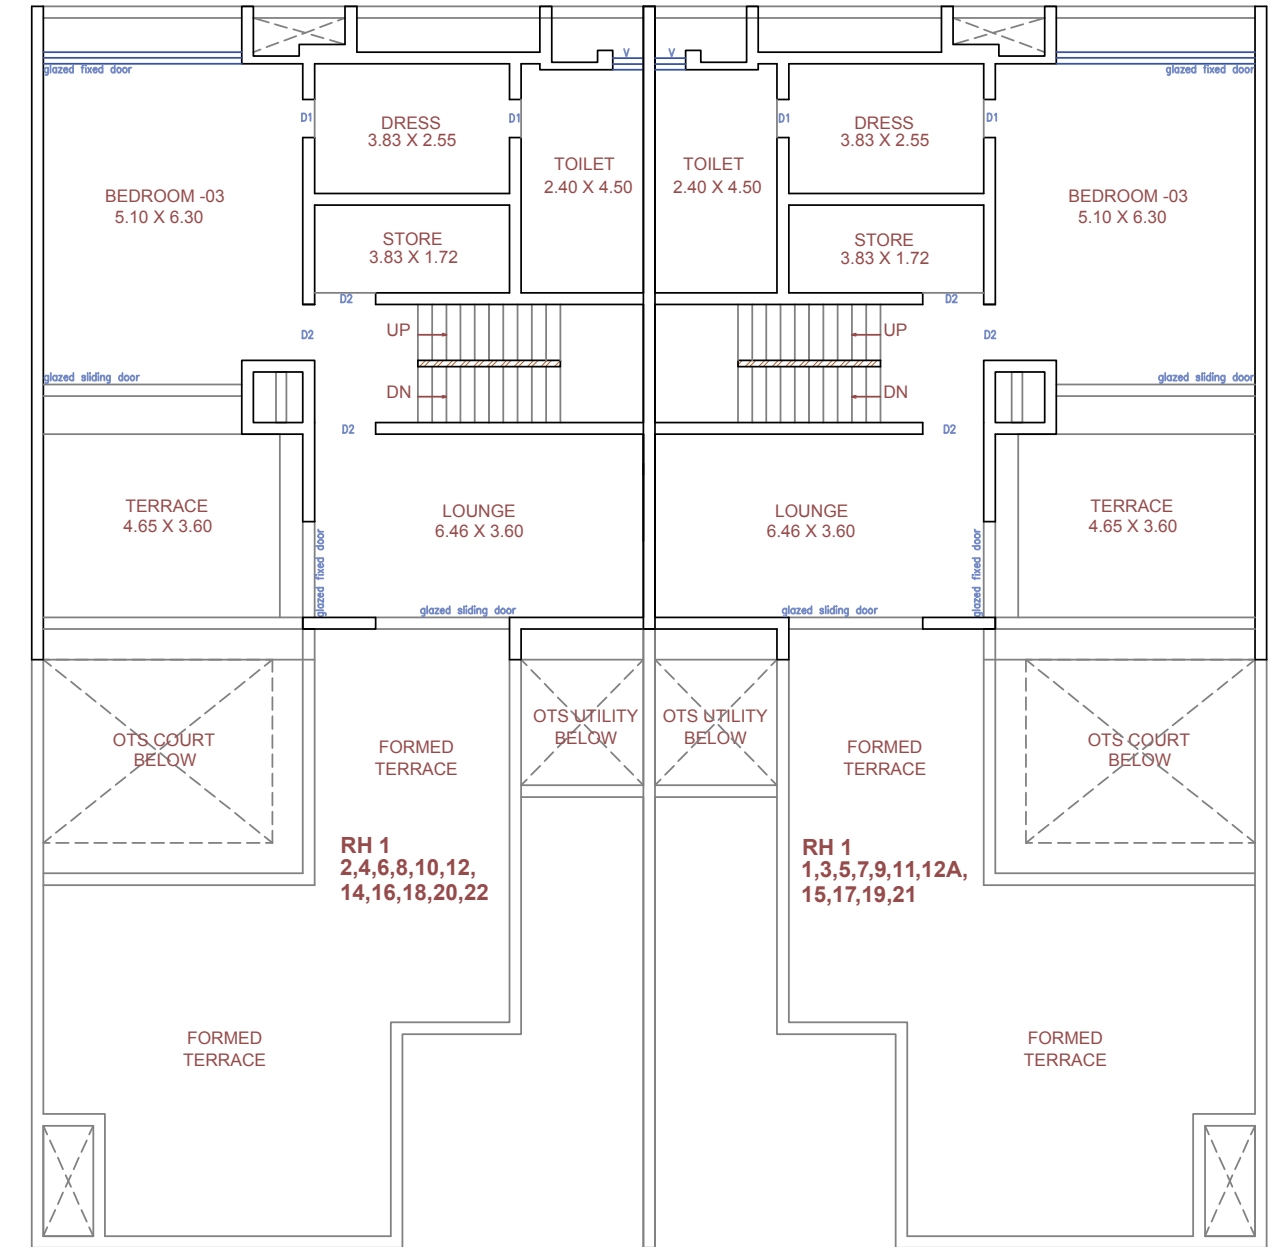 V
V
glazed fixed door
glazed fixed door
D1
DRESS
3.83 X 2.55
D1
D1
DRESS
3.83 X 2.55
D1
TOILET
2.40 X 4.50
TOILET
2.40 X 4.50
BEDROOM -03
5.10 X 6.30
BEDROOM -03
5.10 X 6.30
STORE
3.83 X 1.72
STORE
3.83 X 1.72
D2
D2
D2
UP
UP
D2
glazed sliding door
glazed sliding door
DN
DN
D2
D2
TERRACE
4.65 X 3.60
LOUNGE
6.46 X 3.60
LOUNGE
6.46 X 3.60
TERRACE
4.65 X 3.60
glazed fixed door
glazed fixed door
glazed sliding door
glazed sliding door
OTS UTILITY
BELOW
OTS UTILITY
BELOW
OTS COURT
BELOW
FORMED
TERRACE
FORMED
TERRACE
OTS COURT
BELOW
RH 1
2,4,6,8,10,12,
14,16,18,20,22
RH 1
1,3,5,7,9,11,12A,
15,17,19,21
FORMED
TERRACE
FORMED
TERRACE